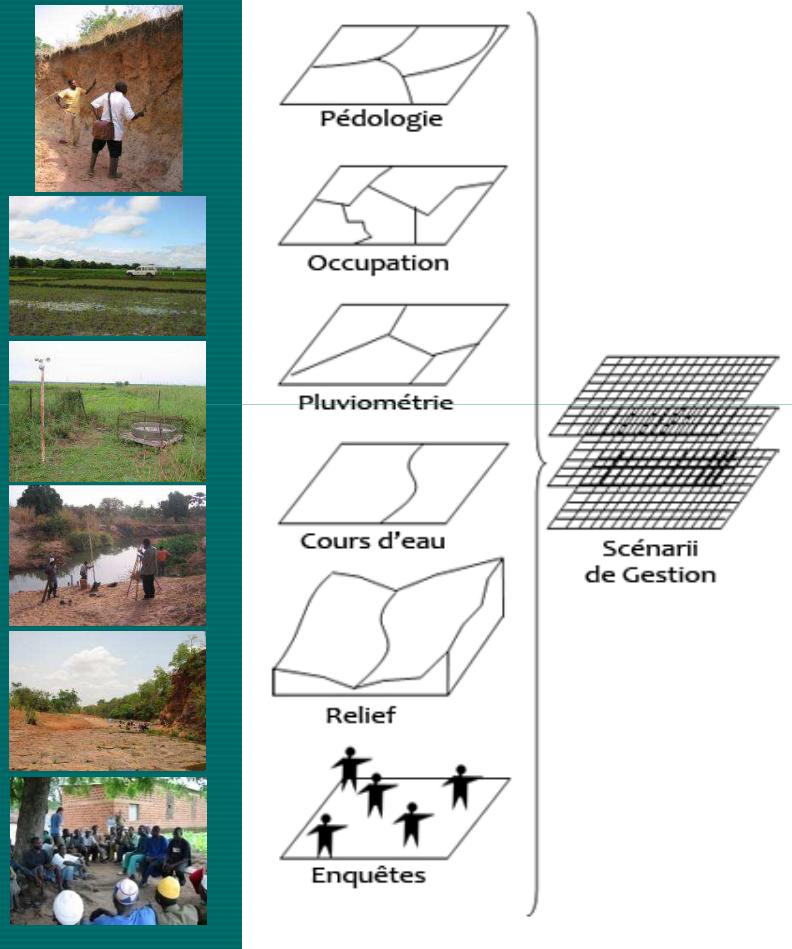 Pédologie
Occupation
Pluviométrie
Cours d'eau
Relief
Enquêtes
Scénarii
de Gestion